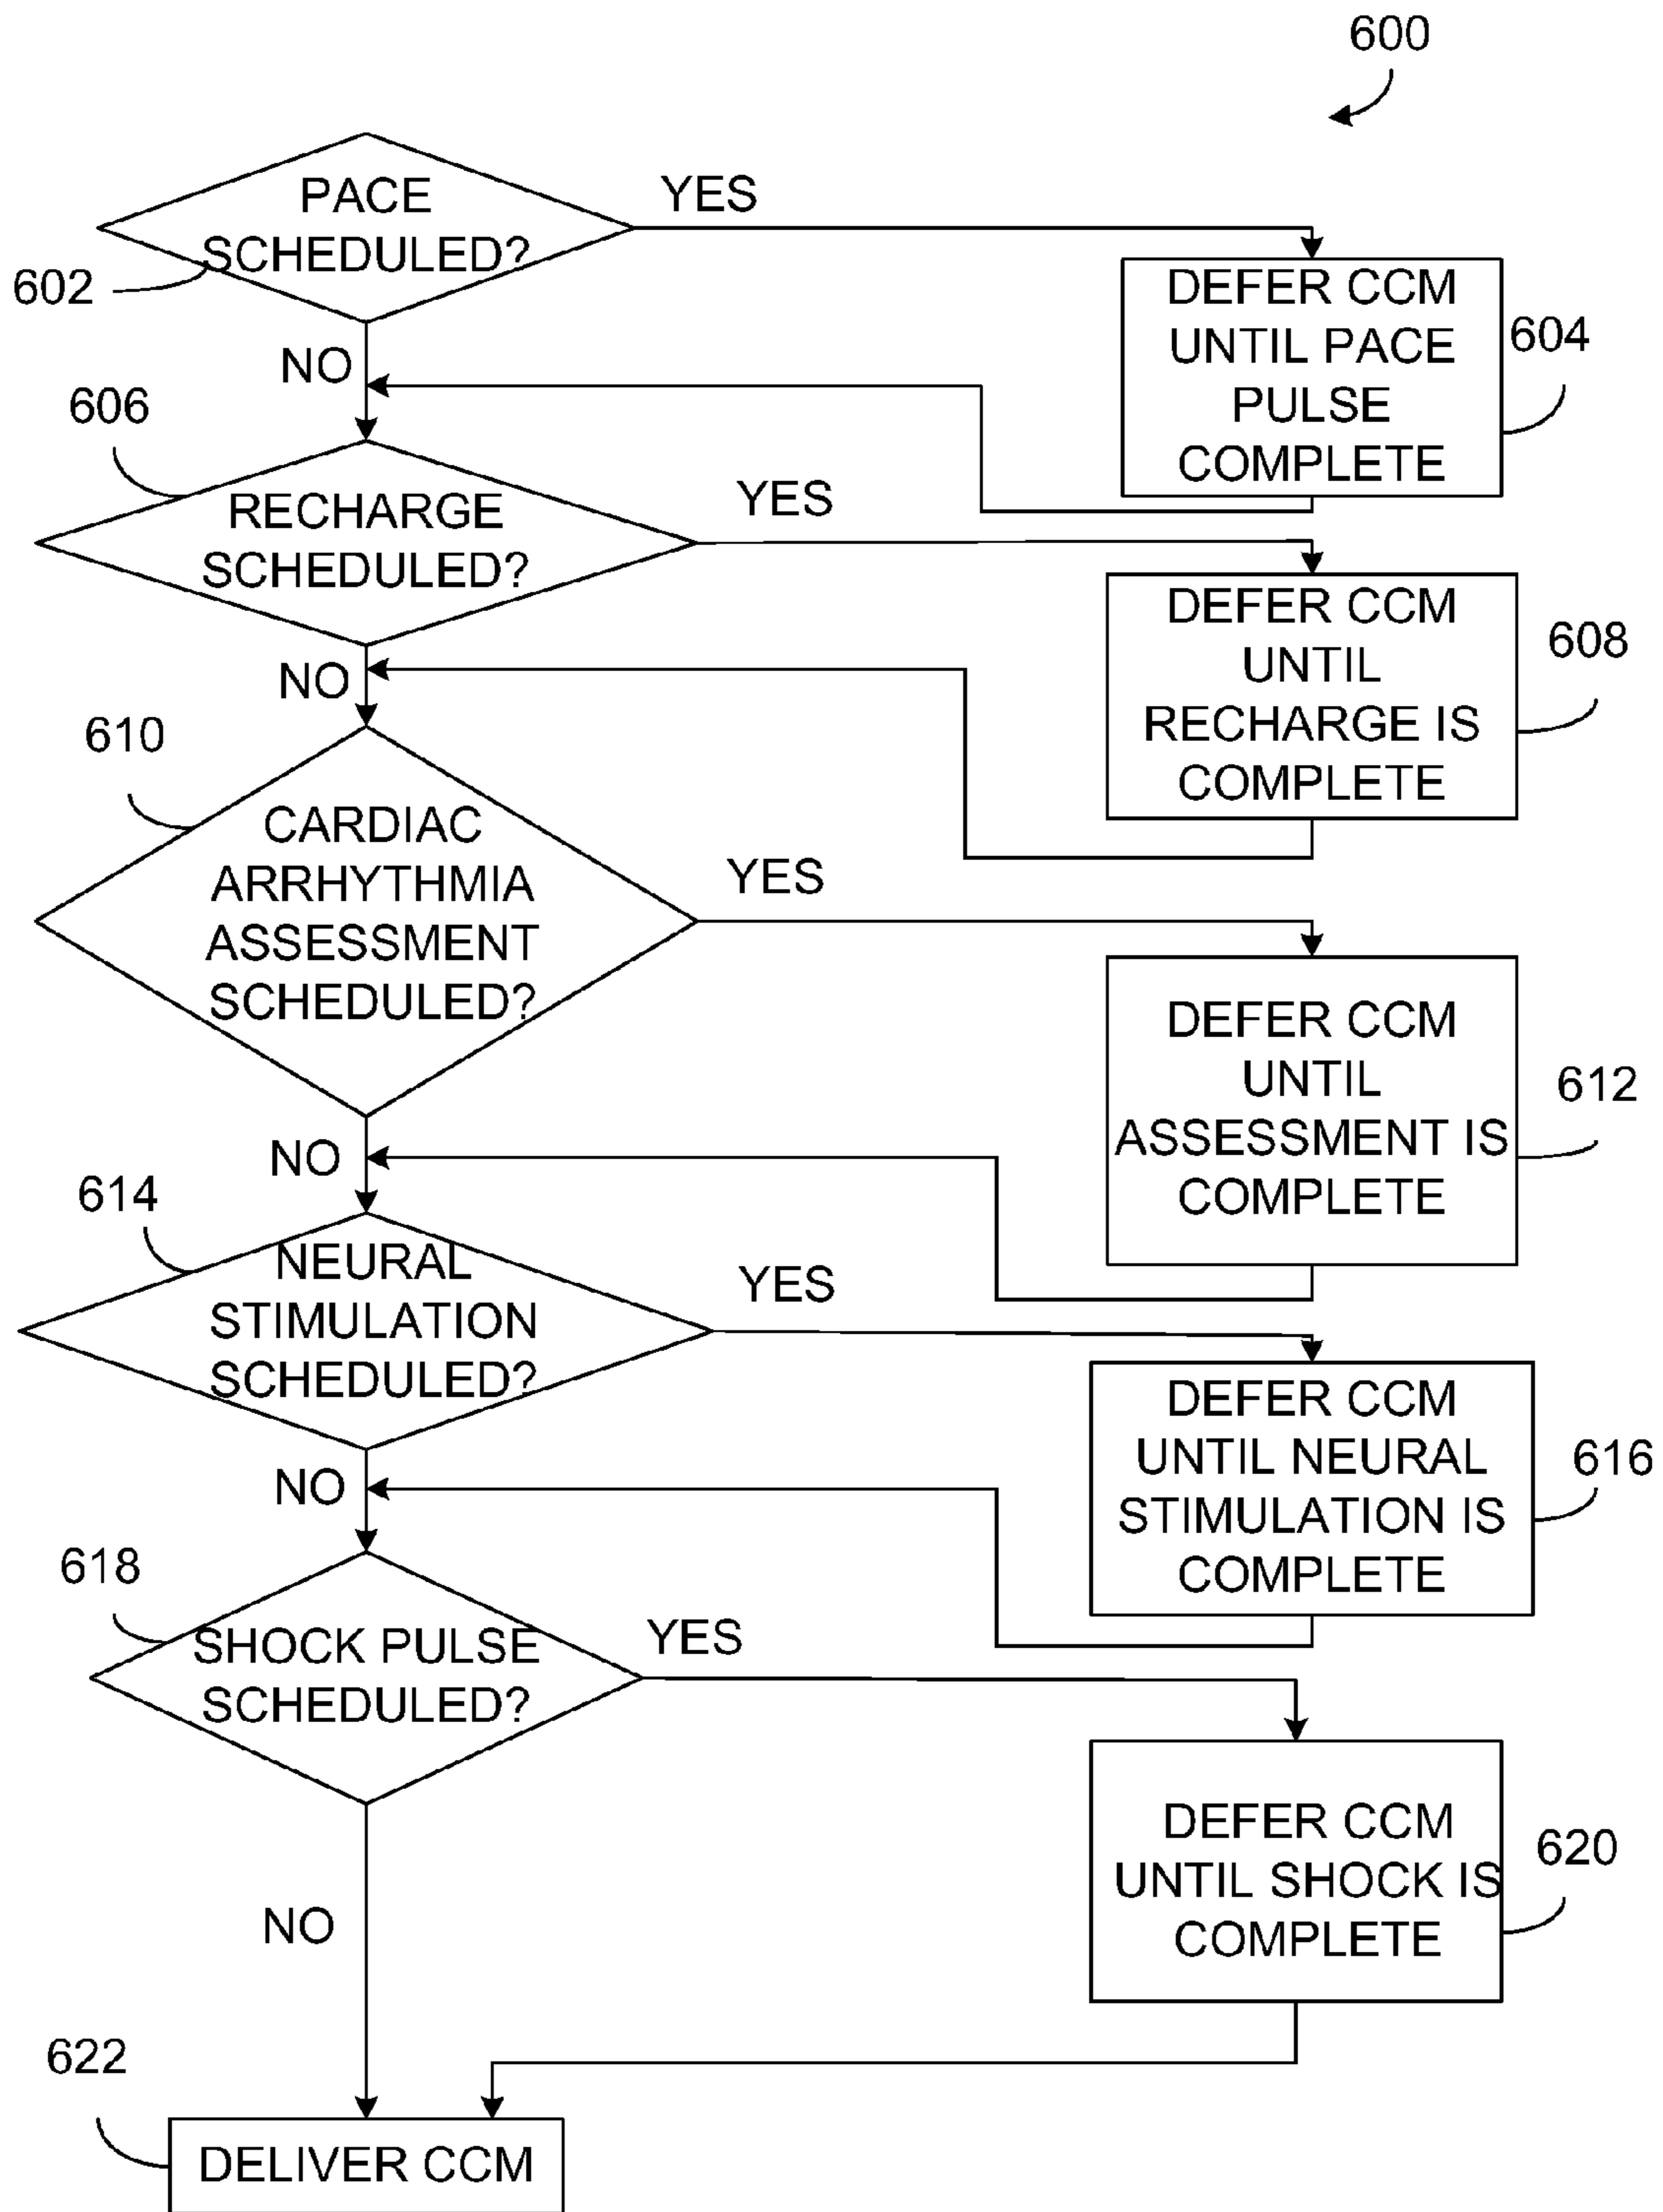 600
PACE
SCHEDULED?
602
YES
DEFER CCM
UNTIL PACE
PULSE
COMPLETE
604
NO
606
RECHARGE
SCHEDULED?
YES
DEFER CCM
UNTIL
RECHARGE IS
COMPLETE
608
NO
610
CARDIAC
ARRHYTHMIA
ASSESSMENT
SCHEDULED?
YES
DEFER CCM
UNTIL
ASSESSMENT IS
COMPLETE
612
NO
614
NEURAL
STIMULATION
SCHEDULED?
YES
DEFER CCM
UNTIL NEURAL
STIMULATION IS
COMPLETE
616
NO
618
SHOCK PULSE
SCHEDULED?
YES
DEFER CCM
UNTIL SHOCK IS
COMPLETE
620
NO
622
DELIVER CCM